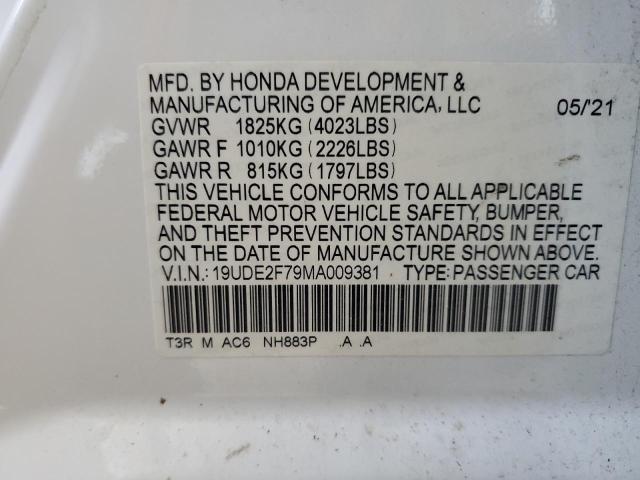 MFD. BY HONDA DEVELOPMENT &
MANUFACTURING OF AMERICA, LLC 05/'21
GVWR 1825KG (4023LBS)
GAWR F 1010KG (2226LBS)
GAWR R 815KG (1797LBS)
THIS VEHICLE CONFORMS TO ALL APPLICABLE
FEDERAL MOTOR VEHICLE SAFETY, BUMPER,
AND THEFT PREVENTION STANDARDS IN EFFECT
ON THE DATE OF MANUFACTURE SHOWN ABOVE.
V.I.N.: 19UDE2F79MA009381 TYPE: PASSENGER CAR
T3R M AC6 NH883P .A .A